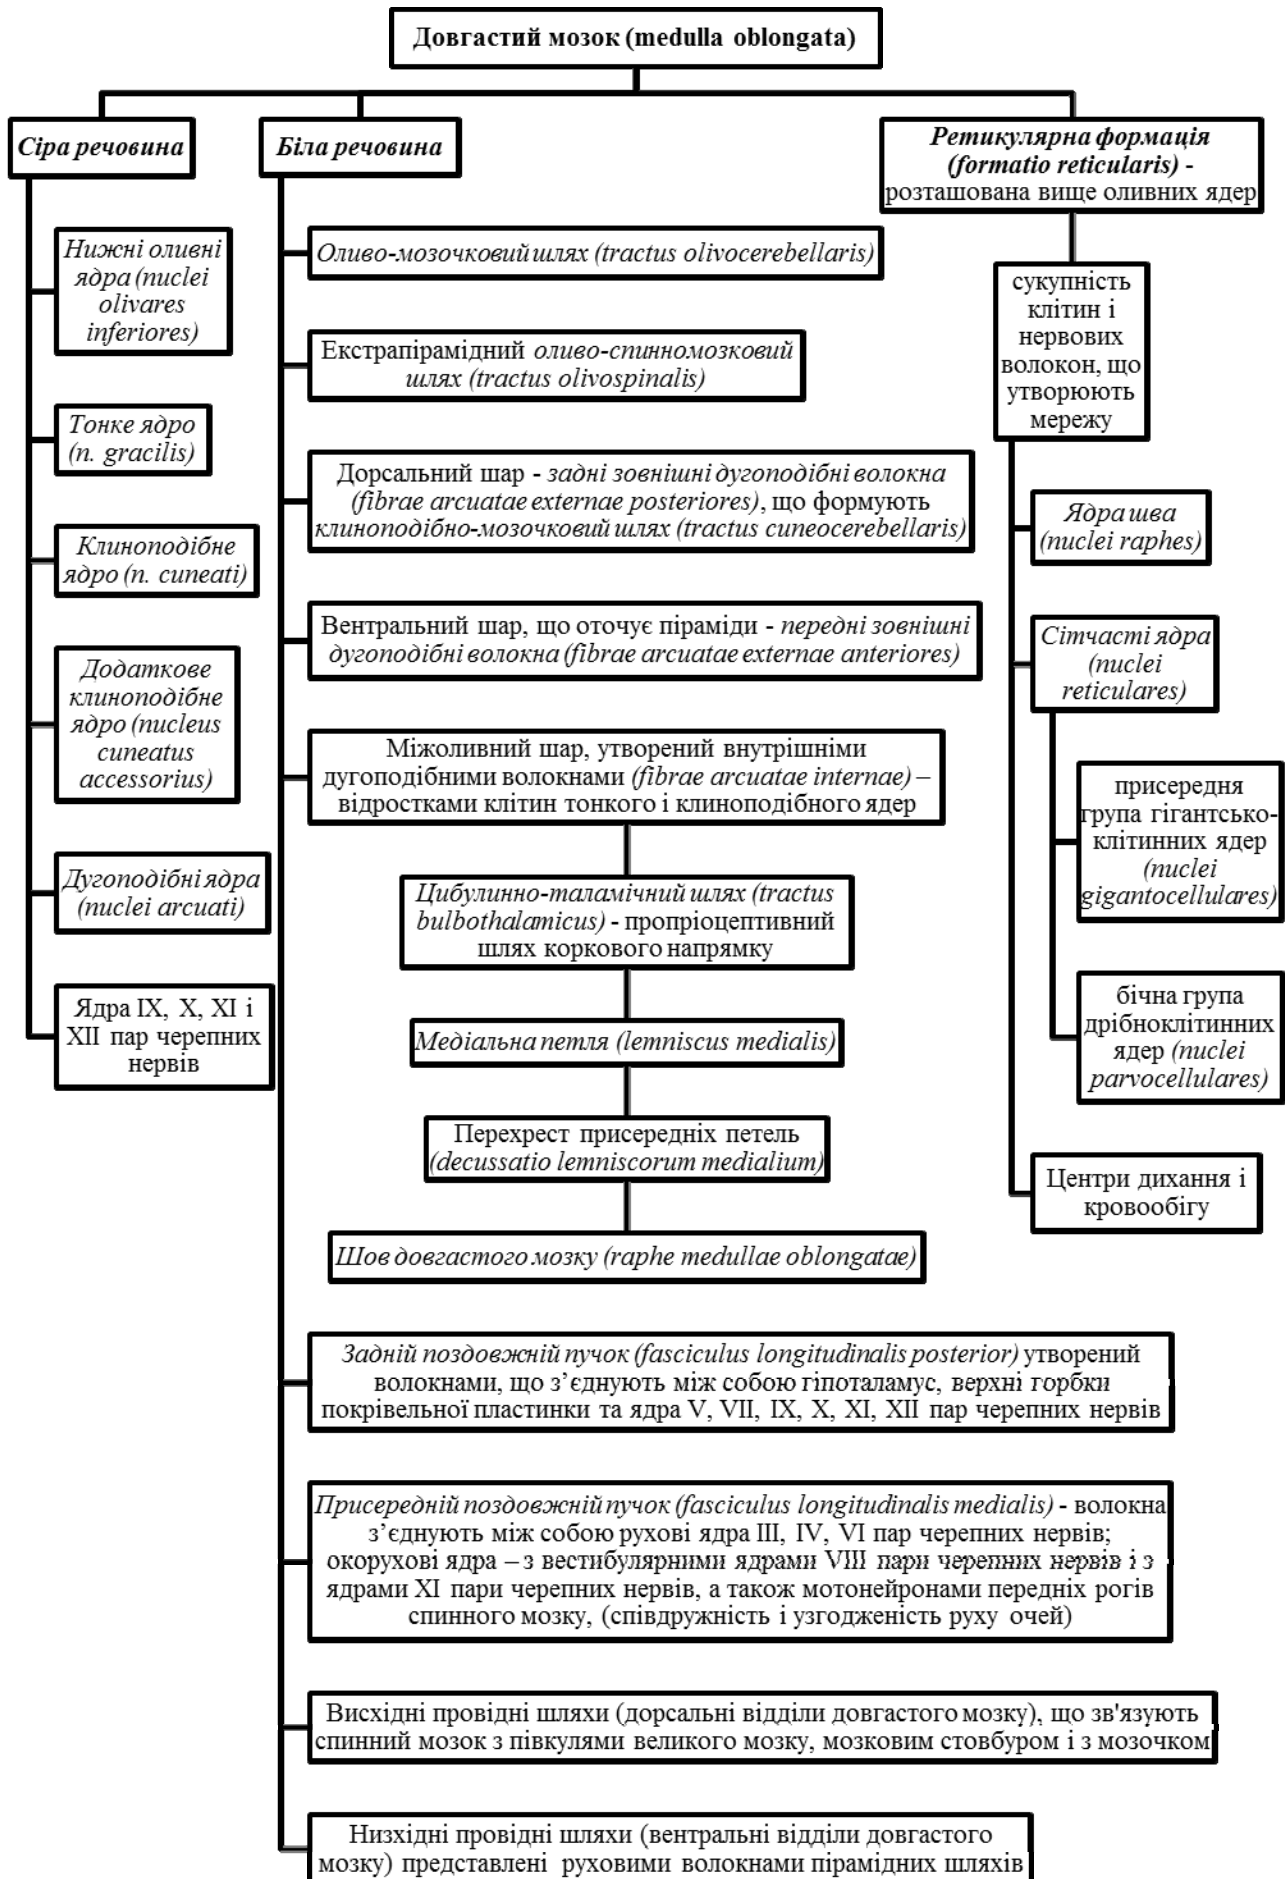 Довгастий мозок (medulla oblongata)
Сіра речовина
Нижні оливні
ядра (nuclei
olivares
inferiores)
Тонке ядро
(n. gracilis)
Клиноподібне
ядро (n. cuneati)
Додаткове
клиноподібне
ядро (nucleus
cuneatus
accessorius)
Дугоподібні ядра
(nuclei arcuati)
Ядра IX, X, XI і
XII пар черепних
нервів
Біла речовина
Оливо-мозочковий шлях (tractus olivocerebellaris)
Екстрапірамідний оливо-спинномозковий
шлях (tractus olivospinalis)
Дорсальний шар - задні зовнішні дугоподібні волокна
(fibrae arcuatae externae posteriores), що формують
клиноподібно-мозочковий шлях (tractus cuneocerebellaris)
Вентральний шар, що оточує піраміди - передні зовнішні
дугоподібні волокна (fibrae arcuatae externae anteriores)
Міжоливний шар, утворений внутрішніми
дугоподібними волокнами (fibrae arcuatae internae) –
відростками клітин тонкого і клиноподібного ядер
Цибулинно-таламічний шлях (tractus
bulbothalamicus) - пропріоцептивний
шлях коркового напрямку
Медіальна петля (lemniscus medialis)
Перехрест присередніх петель
(decussatio lemniscorum medialium)
Шов довгастого мозку (raphe medullae oblongatae)
Задній поздовжній пучок (fasciculus longitudinalis posterior) утворений
волокнами, що з’єднують між собою гіпоталамус, верхні горбки
покрівельної пластинки та ядра V, VII, IX, X, XI, XII пар черепних нервів
Присередній поздовжній пучок (fasciculus longitudinalis medialis) - волокна
з’єднують між собою рухові ядра III, IV, VI пар черепних нервів;
окорухові ядра – з вестибулярними ядрами VIII пари черепних нервів і з
ядрами XI пари черепних нервів, а також мотонейронами передніх рогів
спинного мозку, (співдружність і узгодженість руху очей)
Висхідні провідні шляхи (дорсальні відділи довгастого мозку), що зв'язують
спинний мозок з півкулями великого мозку, мозковим стовбуром і з мозочком
Низхідні провідні шляхи (вентральні відділи довгастого
мозку) представлені руховими волокнами пірамідних шляхів
Ретикулярна формація
(formatio reticularis) -
розташована вище оливних ядер
сукупність
клітин і
нервових
волокон, що
утворюють
мережу
Ядра шва
(nuclei raphes)
Сітчасті ядра
(nuclei
reticulares)
присередня
група гігантсько-
клітинних ядер
(nuclei
gigantocellulares)
бічна група
дрібноклітинних
ядер (nuclei
parvocellulares)
Центри дихання і
кровообігу